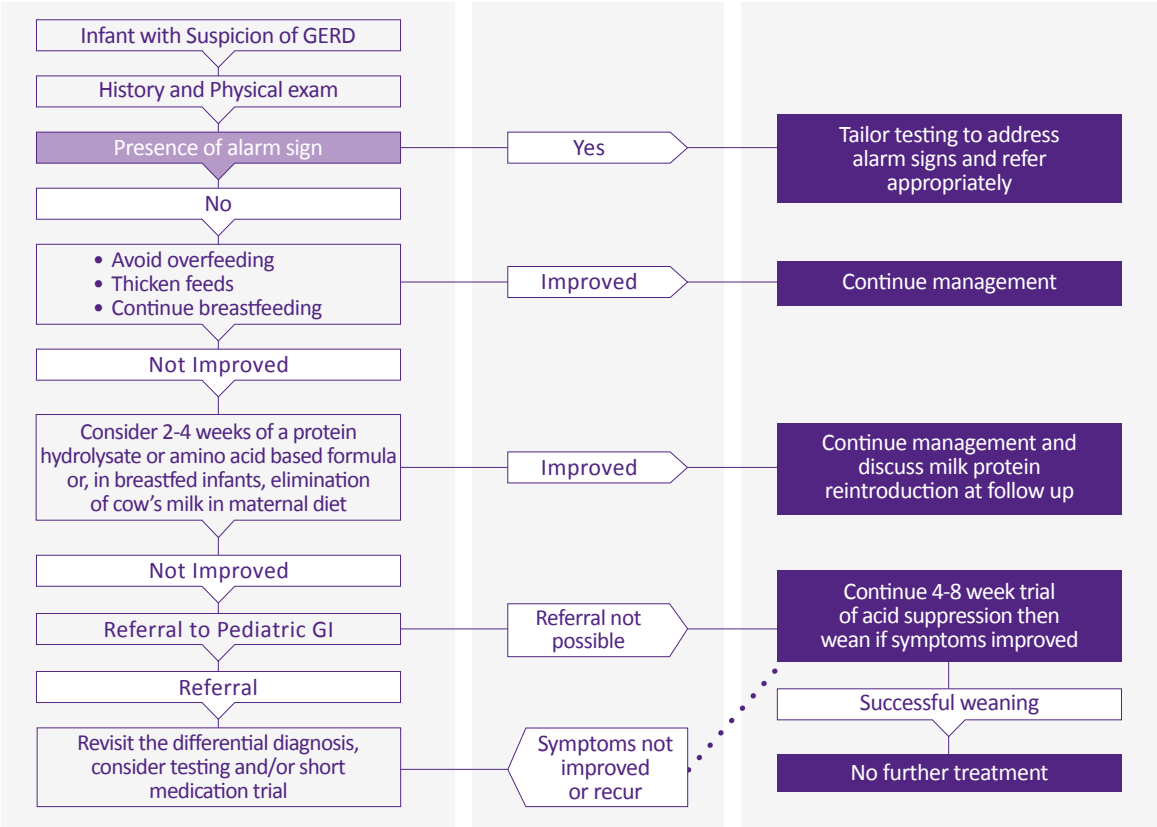 Infant with Suspicion of GERD
History and Physical exam
Presence of alarm sign
Yes
Tailor testing to address
alarm signs and refer
appropriately
No
• Avoid overfeeding
• Thicken feeds
• Continue breastfeeding
Improved
Continue management
Not Improved
Consider 2-4 weeks of a protein
hydrolysate or amino acid based formula
or, in breastfed infants, elimination
of cow's milk in maternal diet
Improved
Continue management and
discuss milk protein
reintroduction at follow up
Not Improved
Referral to Pediatric GI
Referral not
possible
Continue 4-8 week trial
of acid suppression then
wean if symptoms improved
Referral
Successful weaning
Revisit the differential diagnosis,
consider testing and/or short
medication trial
Symptoms not
improved
or recur
No further treatment